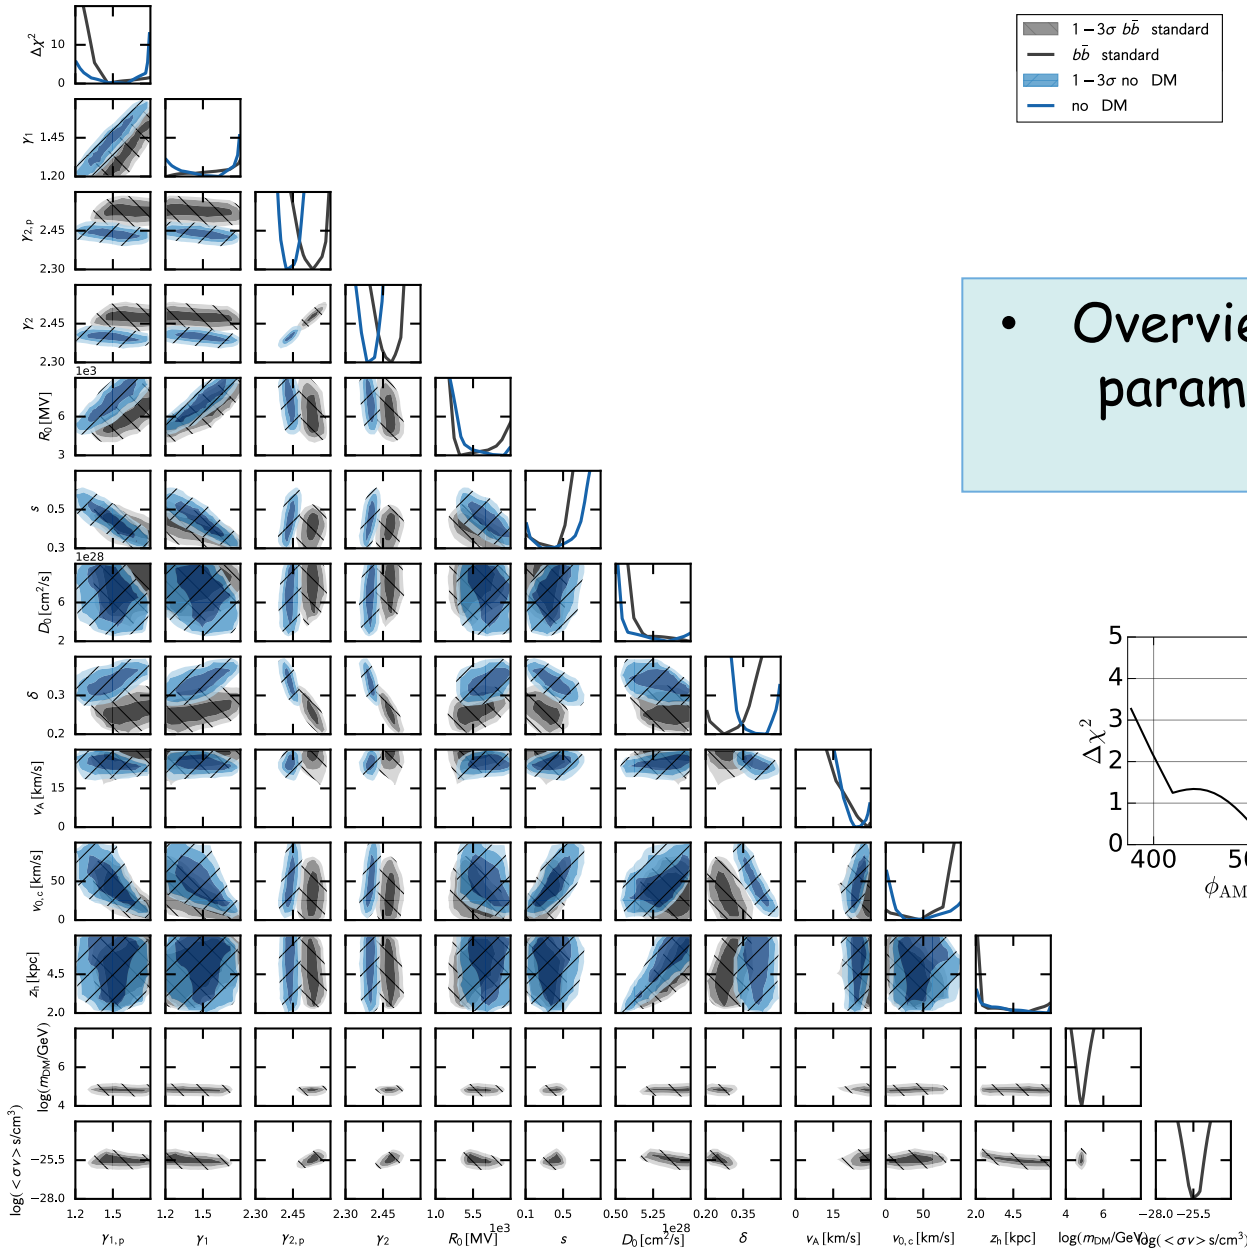 1−3σ bb̄ standard
bb̄ standard
1−3σ no DM
no DM
Δχ²
10
0
γ₁
1.45
1.20
γ₂,ₚ
2.45
2.30
γ₂
2.45
2.30
1e3
R₀ [MV]
6
3
s
0.5
0.3
1e28
D₀ [cm²/s]
6
2
δ
0.3
0.2
v_A [km/s]
15
0
v₀,c [km/s]
50
0
z_h [kpc]
4.5
2.0
log(m_DM/GeV)
6
4
log(<σv> s/cm³)
−25.5
−28.0
1.2 1.5 1.2 1.5 2.30 2.45 2.30 2.45 1.0 5.5 0.1 0.5 0.50 5.25 0.20 0.35 0 15 0 50 2.0 4.5 4 6 −28.0 −25.5
1e3 1e28
γ₁,ₚ γ₁ γ₂,ₚ γ₂ R₀ [MV] s D₀ [cm²/s] δ v_A [km/s] v₀,c [km/s] z_h [kpc] log(m_DM/GeV) log(<σv> s/cm³)
• Overvie
param
5
4
3
2
1
0
Δχ²
400 50
ϕ_AM